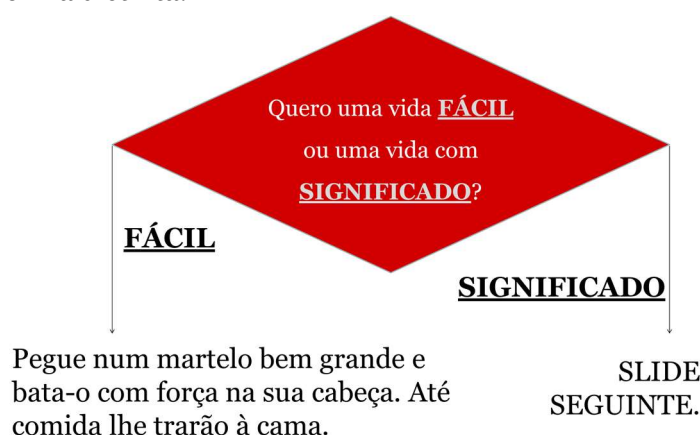 Quero uma vida FÁCIL
ou uma vida com
SIGNIFICADO?
FÁCIL
SIGNIFICADO
Pegue num martelo bem grande e
bata-o com força na sua cabeça. Até
comida lhe trarão à cama.
SLIDE
SEGUINTE.